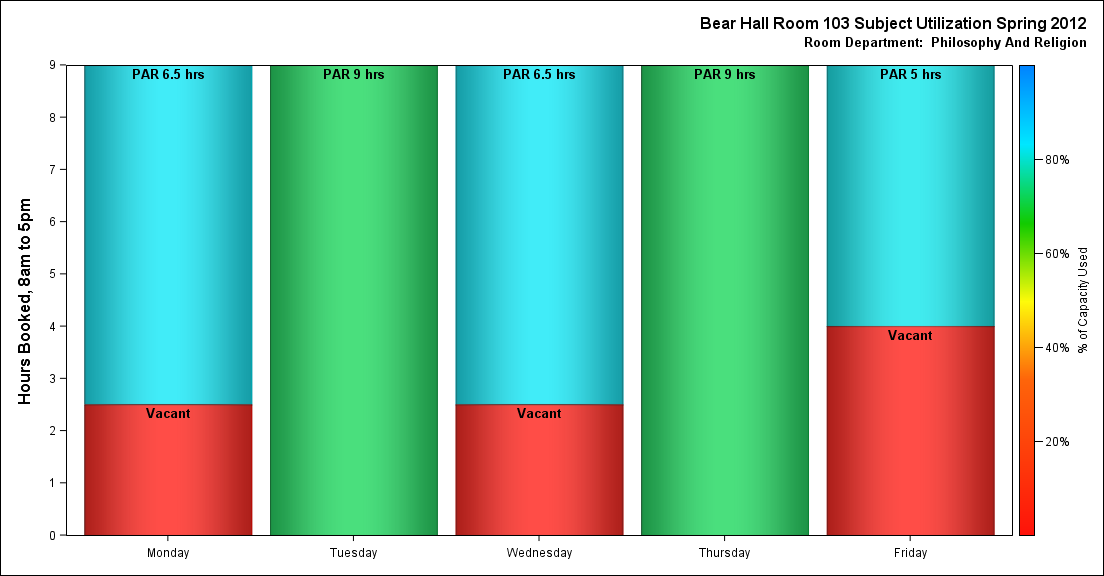 Bear Hall Room 103 Subject Utilization Spring 2012
Room Department:  Philosophy And Religion
Hours Booked, 8am to 5pm
9
8
7
6
5
4
3
2
1
0
PAR 6.5 hrs
Vacant
PAR 9 hrs
PAR 6.5 hrs
Vacant
PAR 9 hrs
PAR 5 hrs
Vacant
Monday
Tuesday
Wednesday
Thursday
Friday
80%
60%
40%
20%
% of Capacity Used